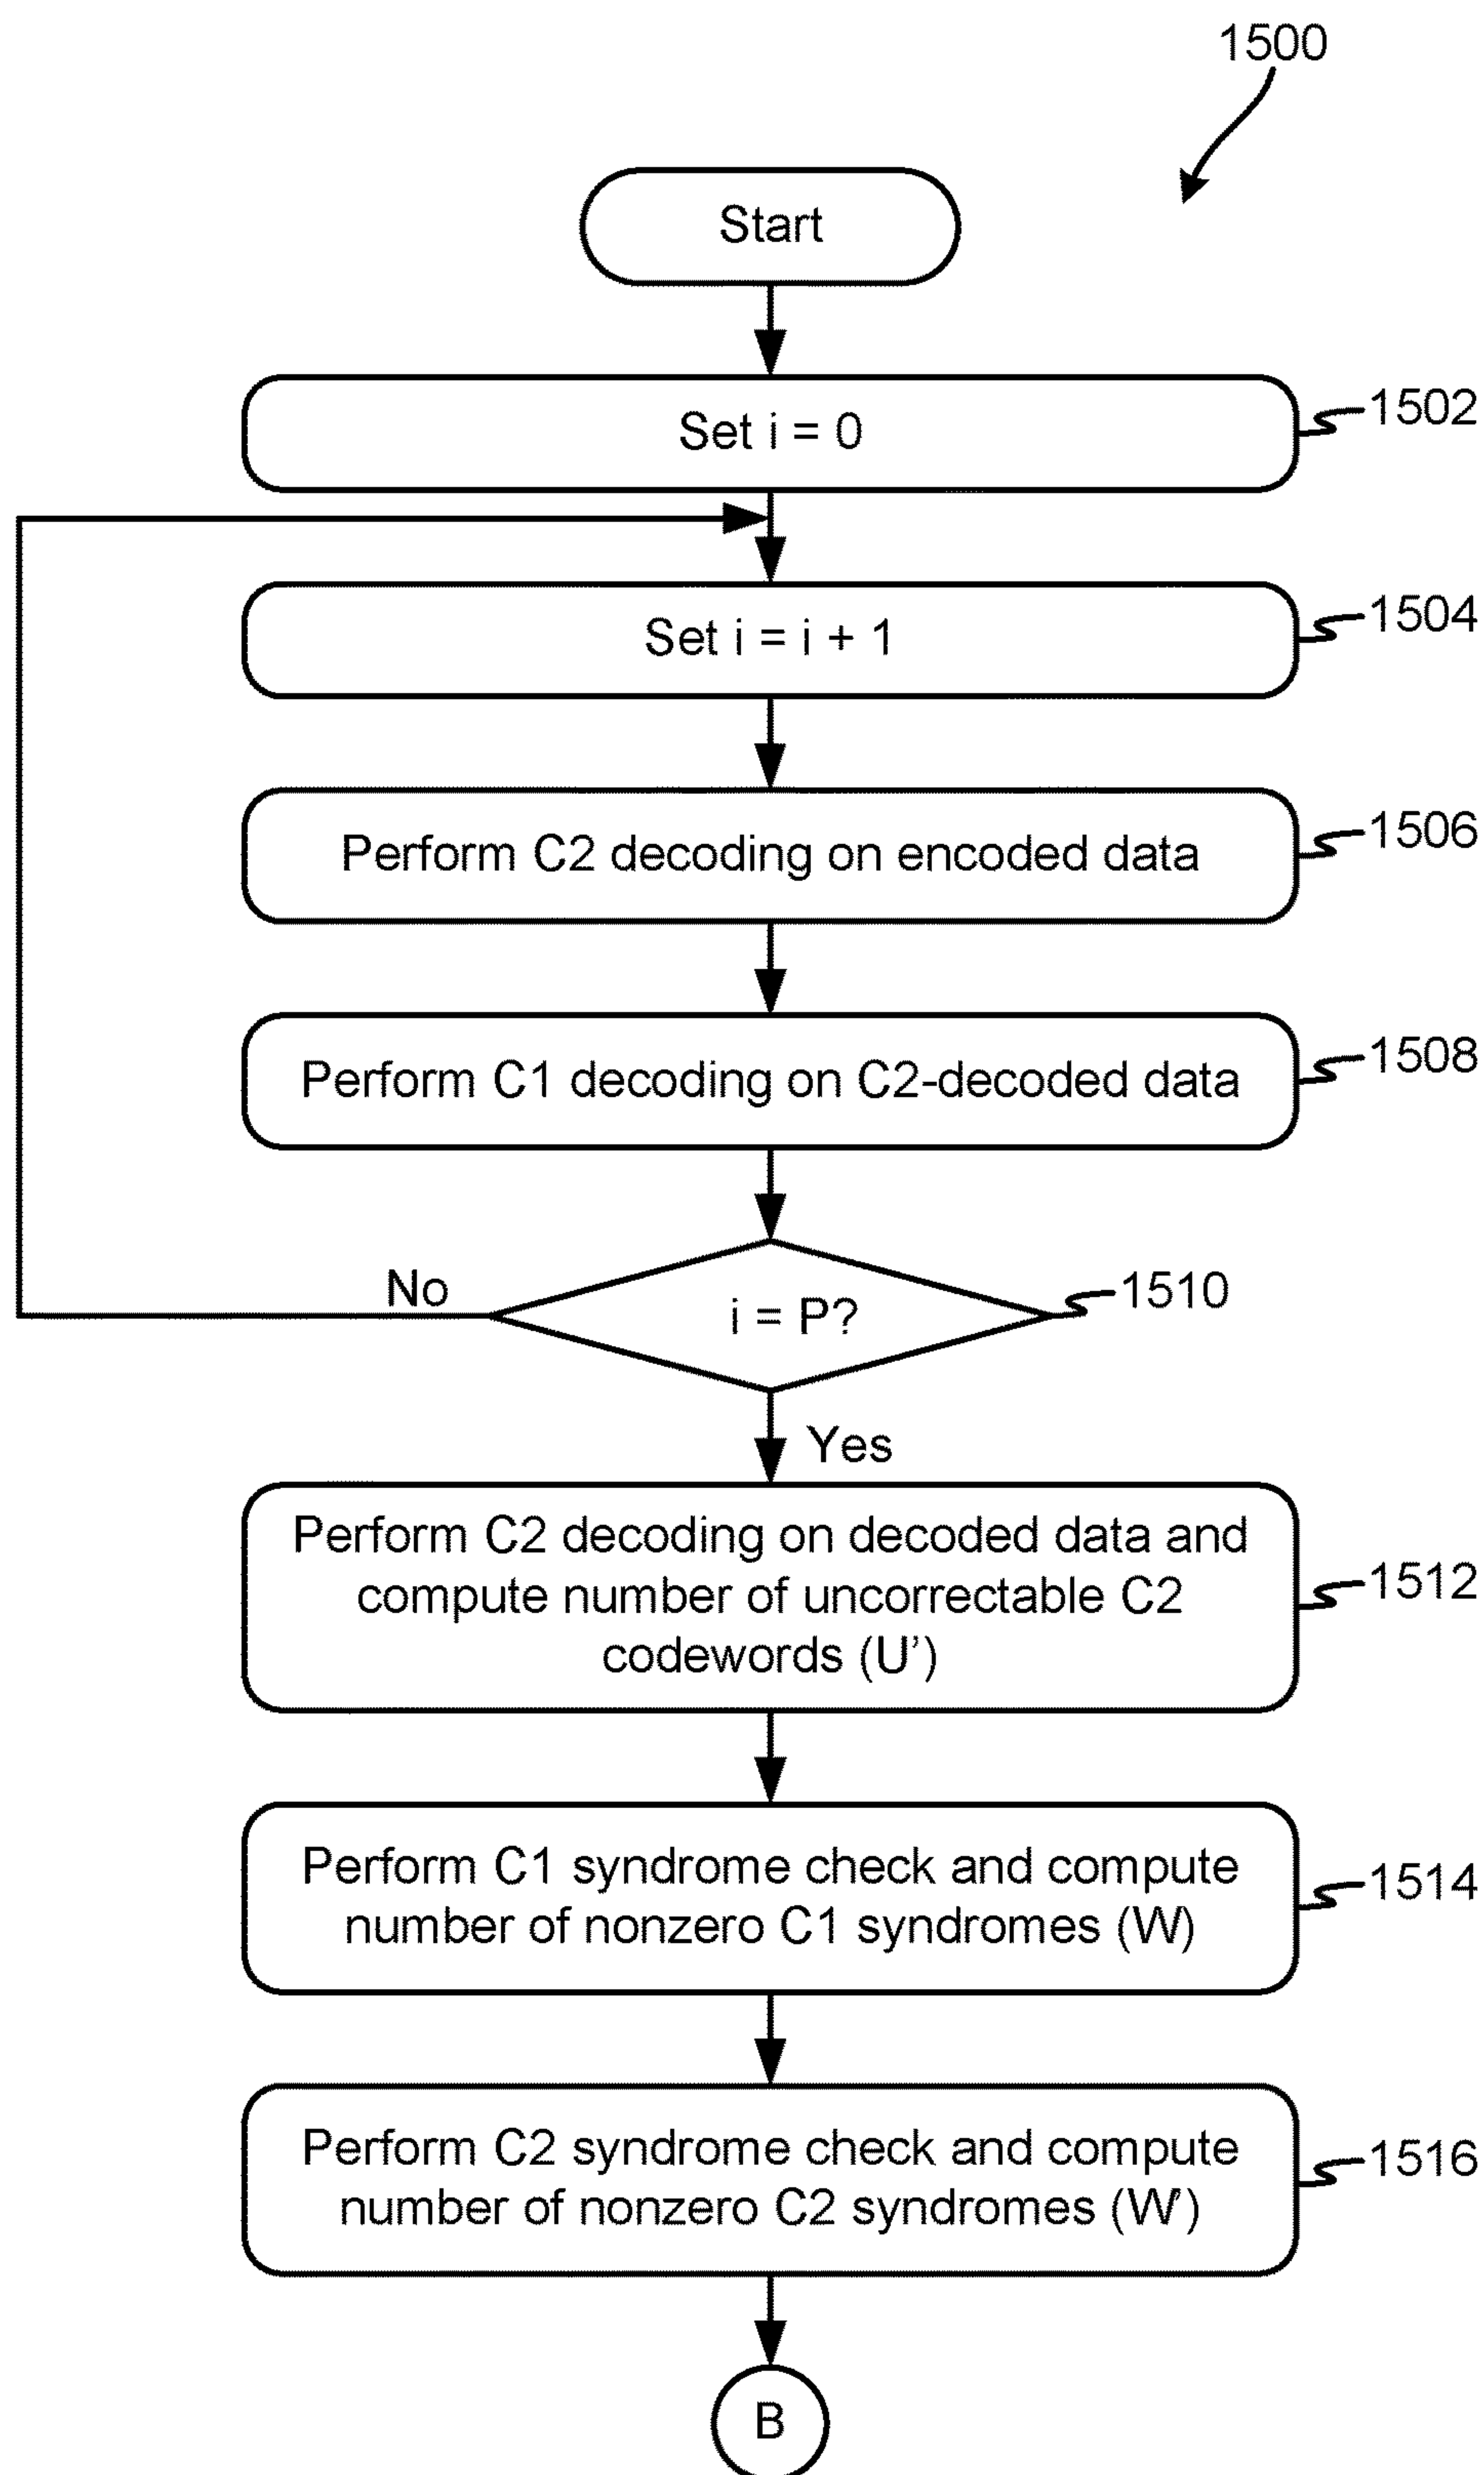 1500
Start
Set i = 0
1502
Set i = i + 1
1504
Perform C2 decoding on encoded data
1506
Perform C1 decoding on C2-decoded data
1508
No
i = P?
1510
Yes
Perform C2 decoding on decoded data and
compute number of uncorrectable C2
codewords (U’)
1512
Perform C1 syndrome check and compute
number of nonzero C1 syndromes (W)
1514
Perform C2 syndrome check and compute
number of nonzero C2 syndromes (W’)
1516
B